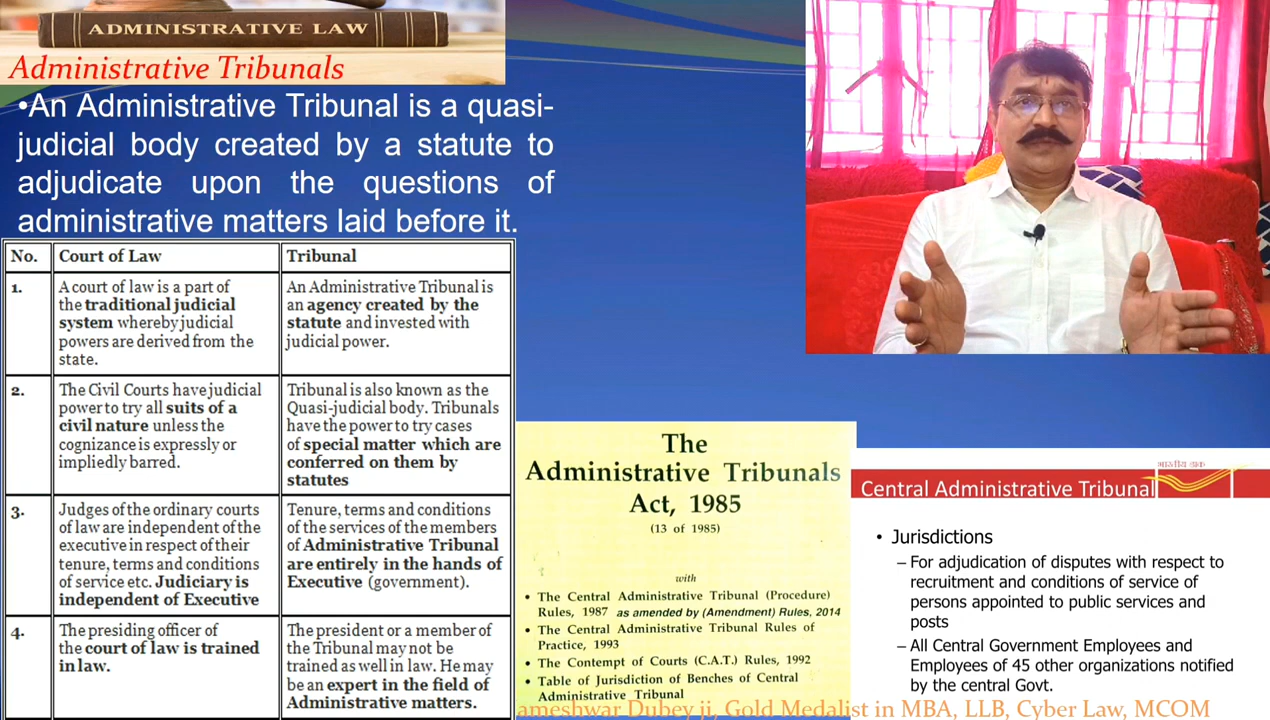 ADMINISTRATIVE LAW
Administrative Tribunals
•An Administrative Tribunal is a quasi-
judicial body created by a statute to
adjudicate upon the questions of
administrative matters laid before it.
No. Court of Law Tribunal
1. A court of law is a part of
the traditional judicial
system whereby judicial
powers are derived from the
state.
An Administrative Tribunal is
an agency created by the
statute and invested with
judicial power.
2. The Civil Courts have judicial
power to try all suits of a
civil nature unless the
cognizance is expressly or
impliedly barred.
Tribunal is also known as the
Quasi-judicial body. Tribunals
have the power to try cases
of special matter which are
conferred on them by
statutes
3. Judges of the ordinary courts
of law are independent of the
executive in respect of their
tenure, terms and conditions
of service etc. Judiciary is
independent of Executive
Tenure, terms and conditions
of the services of the members
of Administrative Tribunal
are entirely in the hands of
Executive (government).
4. The presiding officer of
the court of law is trained
in law.
The president or a member of
the Tribunal may not be
trained as well in law. He may
be an expert in the field of
Administrative matters.
The
Administrative Tribunals
Act, 1985
(13 of 1985)
with
• The Central Administrative Tribunal (Procedure)
Rules, 1987 as amended by (Amendment) Rules, 2014
• The Central Administrative Tribunal Rules of
Practice, 1993
• The Contempt of Courts (C.A.T.) Rules, 1992
• Table of Jurisdiction of Benches of Central
Administrative Tribunal
Central Administrative Tribunal
• Jurisdictions
– For adjudication of disputes with respect to
recruitment and conditions of service of
persons appointed to public services and
posts
– All Central Government Employees and
Employees of 45 other organizations notified
by the central Govt.
ameshwar Dubey ji, Gold Medalist in MBA, LLB, Cyber Law, MCOM